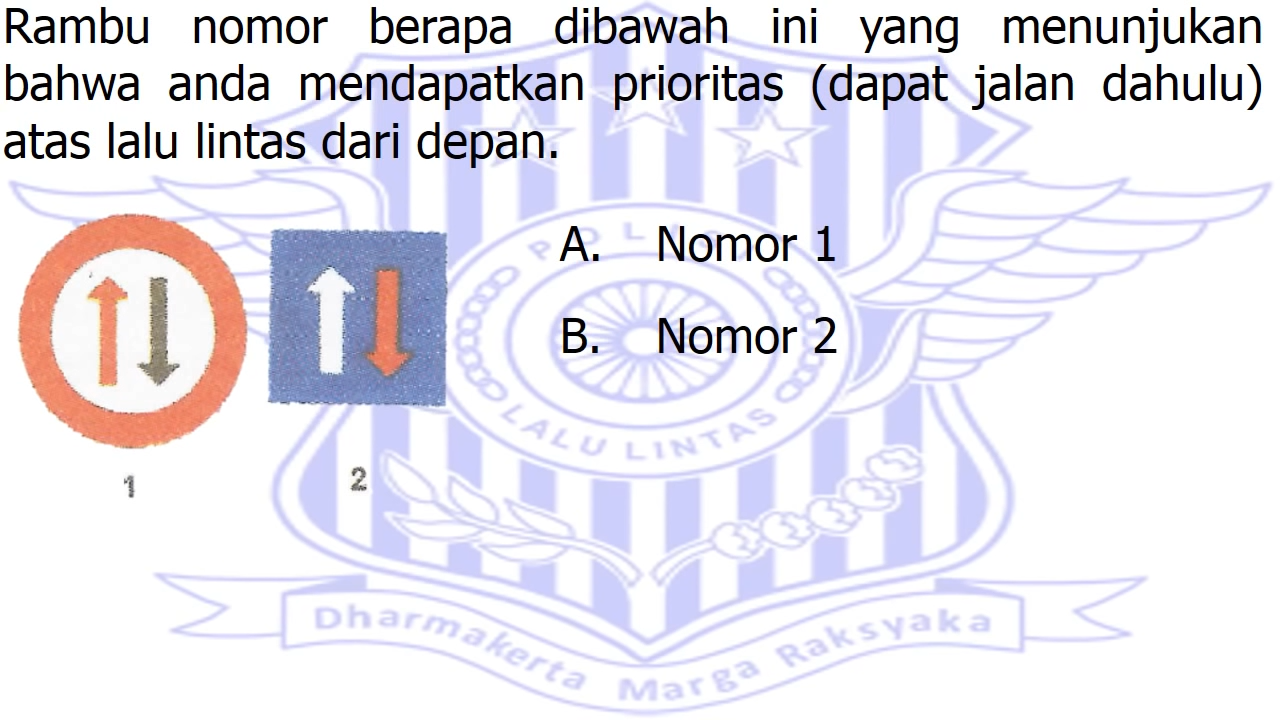 Rambu nomor berapa dibawah ini yang menunjukan
bahwa anda mendapatkan prioritas (dapat jalan dahulu)
atas lalu lintas dari depan.
A. Nomor 1
B. Nomor 2
1
2
POLISI
LALU LINTAS
Dharmakerta Marga Raksyaka